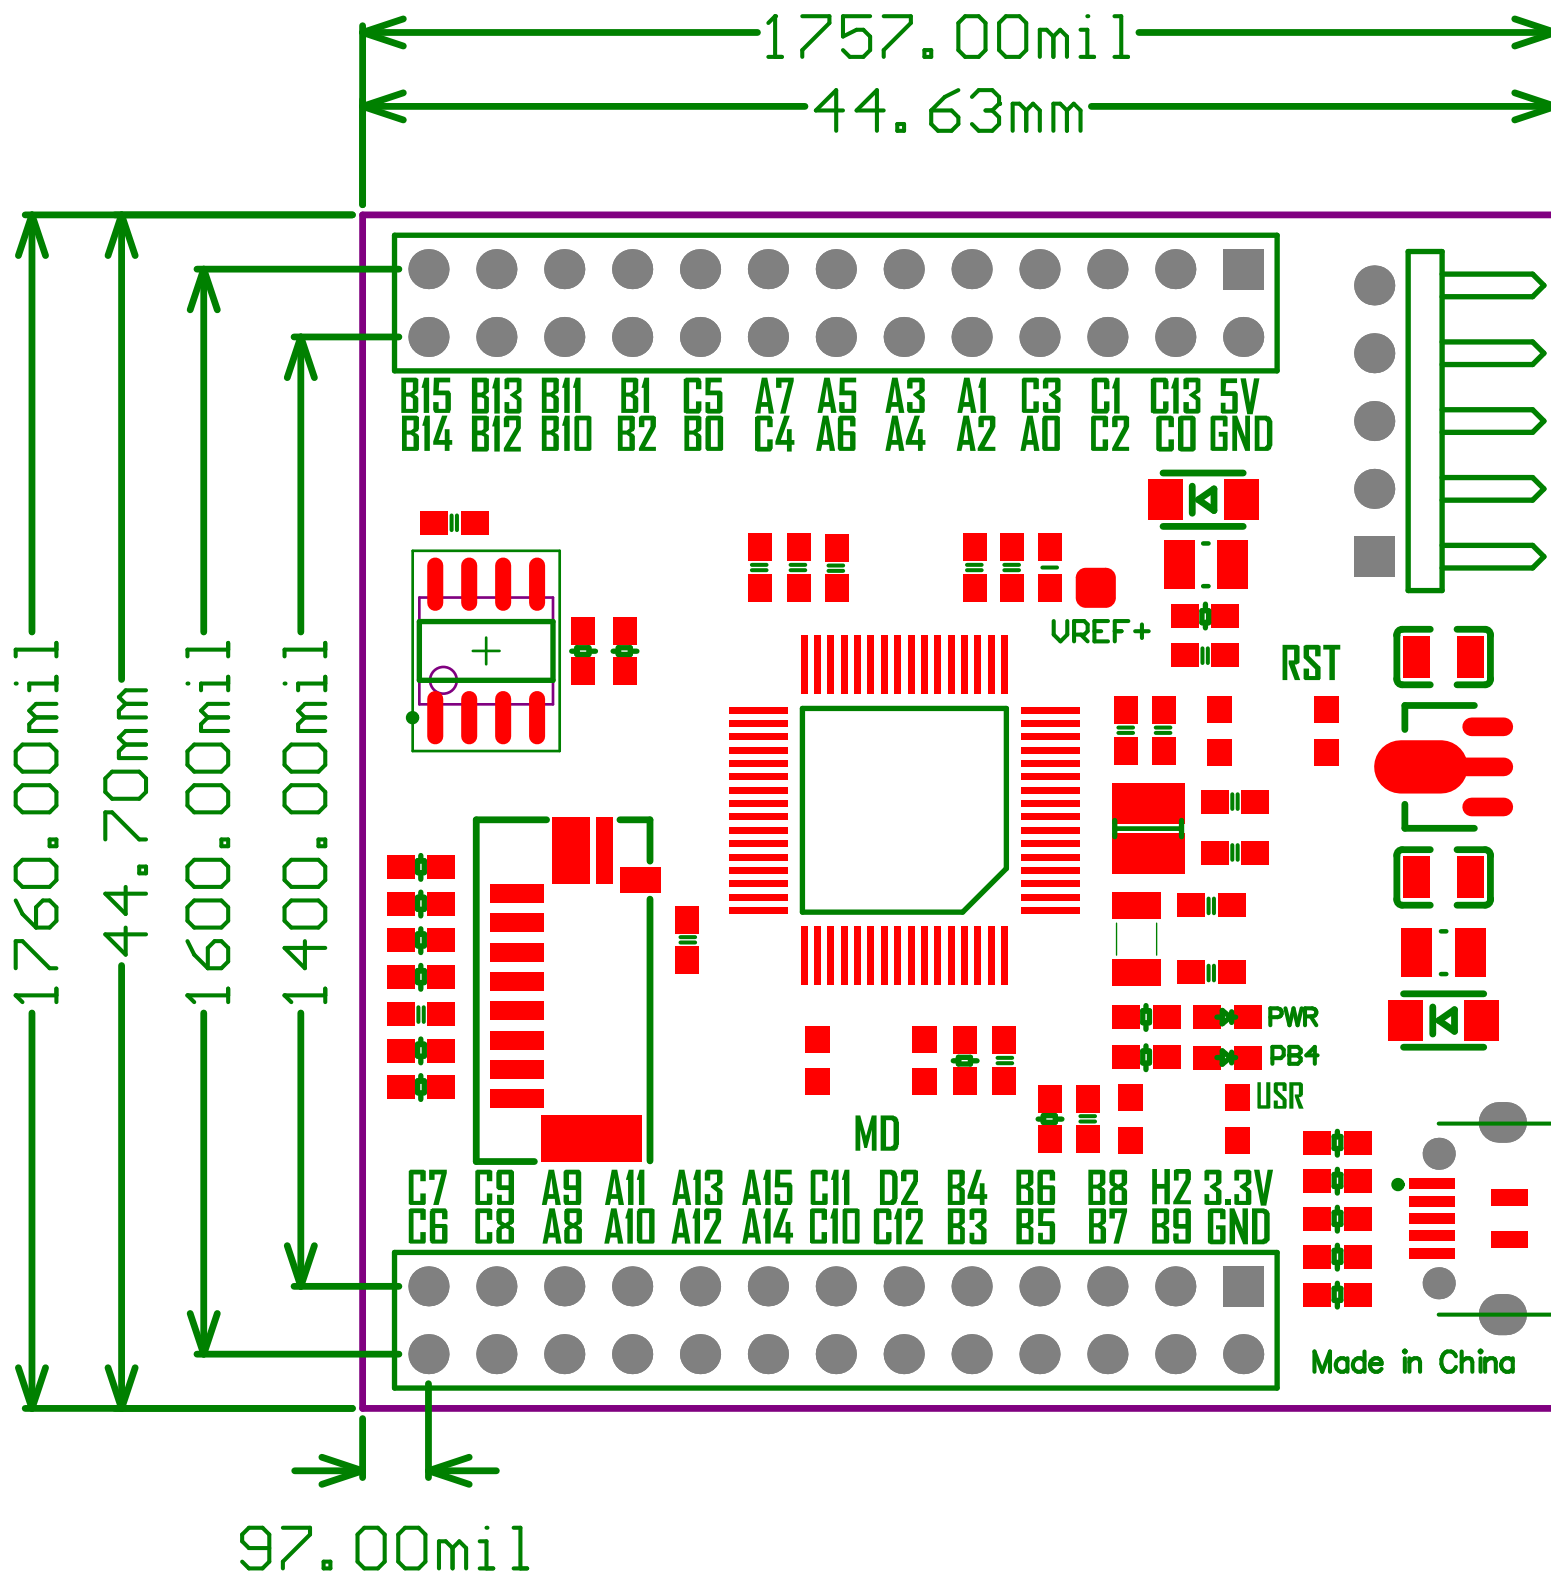 1757.00mil
44.63mm
1760.00mil
44.70mm
1600.00mil
1400.00mil
B15 B13 B11 B1 C5 A7 A5 A3 A1 C3 C1 C13 5V
B14 B12 B10 B2 B0 C4 A6 A4 A2 A0 C2 C0 GND
VREF+
RST
PWR
PB4
USR
MD
C7 C9 A9 A11 A13 A15 C11 D2 B4 B6 B8 H2 3.3V
C6 C8 A8 A10 A12 A14 C10 C12 B3 B5 B7 B9 GND
Made in China
97.00mil